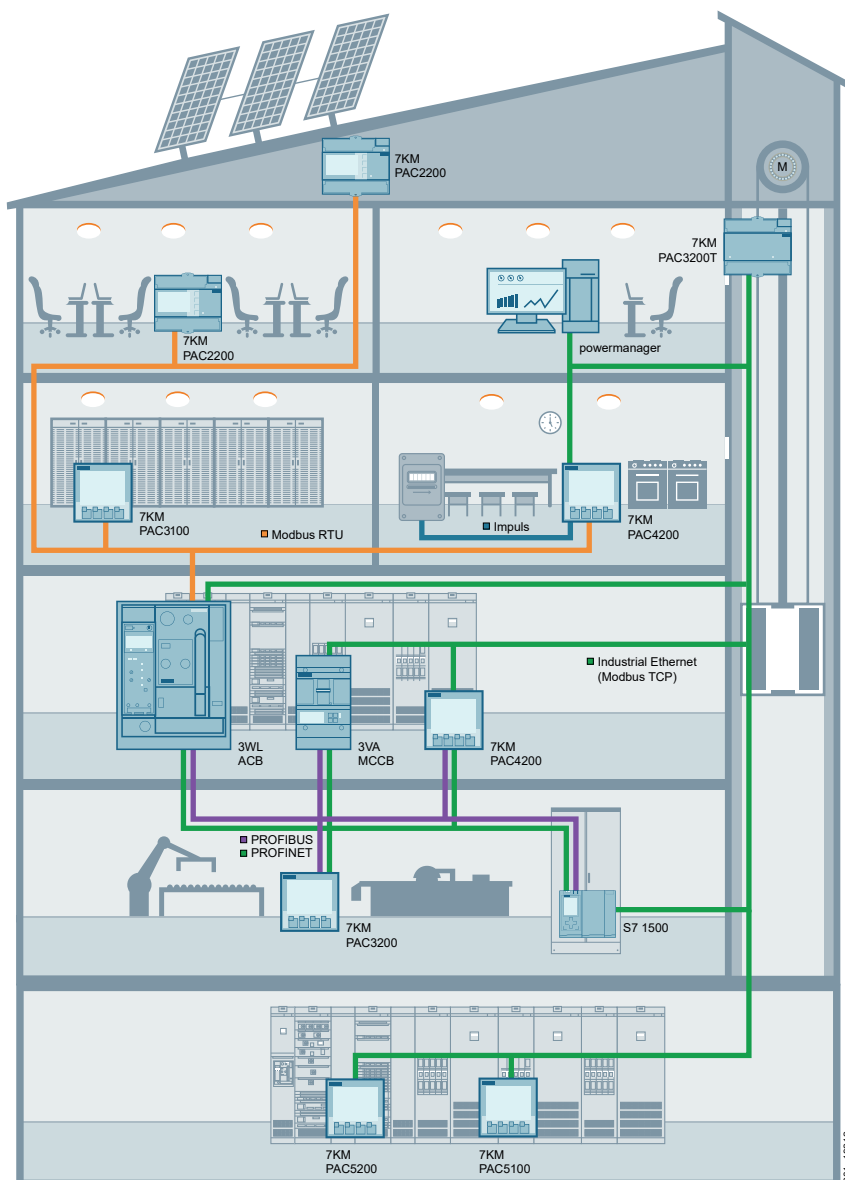 7KM
PAC2200
M
7KM
PAC3200T
7KM
PAC2200
powermanager
7KM
PAC3100
Modbus RTU
Impuls
7KM
PAC4200
Industrial Ethernet
(Modbus TCP)
3WL
ACB
3VA
MCCB
7KM
PAC4200
PROFIBUS
PROFINET
7KM
PAC3200
S7 1500
7KM
PAC5200
7KM
PAC5100